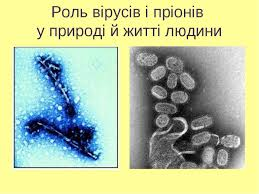 Роль вірусів і пріонів
у природі й житті людини